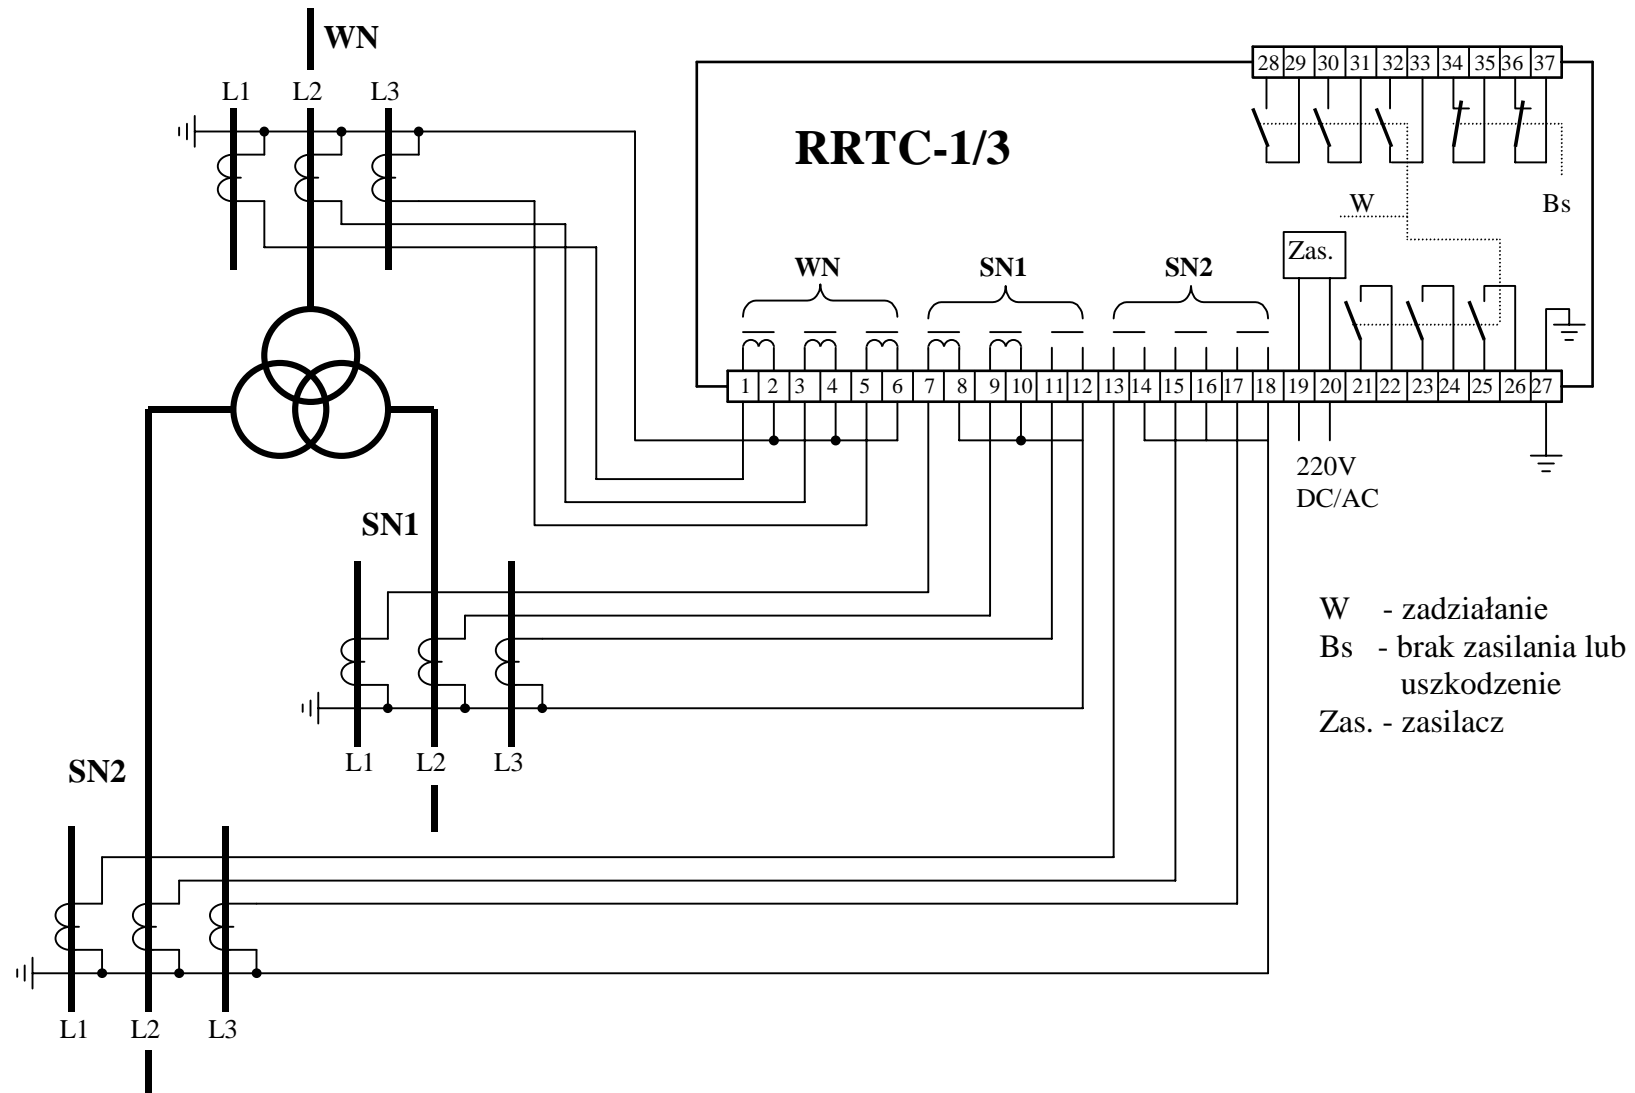 WN
L1 L2 L3
28 29 30 31 32 33 34 35 36 37
RRTC-1/3
W
Bs
Zas.
WN
SN1
SN2
1 2 3 4 5 6 7 8 9 10 11 12 13 14 15 16 17 18 19 20 21 22 23 24 25 26 27
220V
DC/AC
SN1
L1 L2 L3
W - zadziałanie
Bs - brak zasilania lub
uszkodzenie
Zas. - zasilacz
SN2
L1 L2 L3